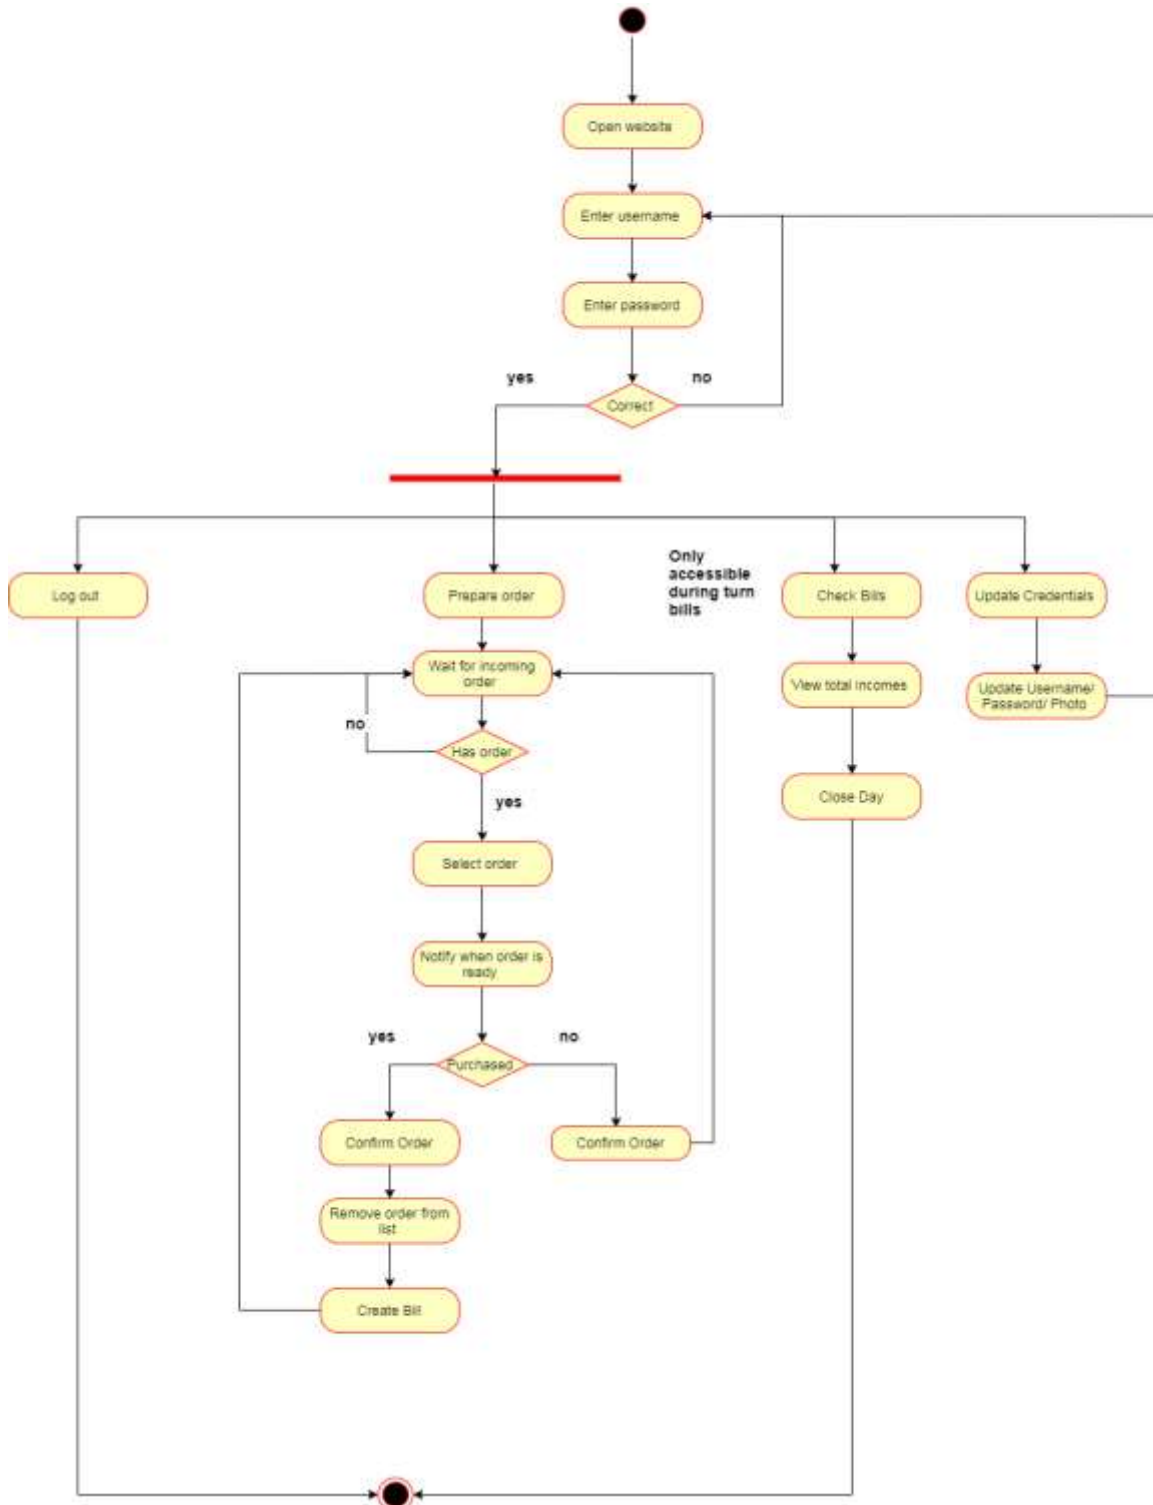 Open website
Enter username
Enter password
yes
no
Correct
Only
accessible
during turn
bills
Log out
Prepare order
Check Bills
Update Credentials
Wait for incoming
order
View total incomes
Update Username/
Password/ Photo
no
Has order
yes
Close Day
Select order
Notify when order is
ready
yes
no
Purchased
Confirm Order
Confirm Order
Remove order from
list
Create Bill